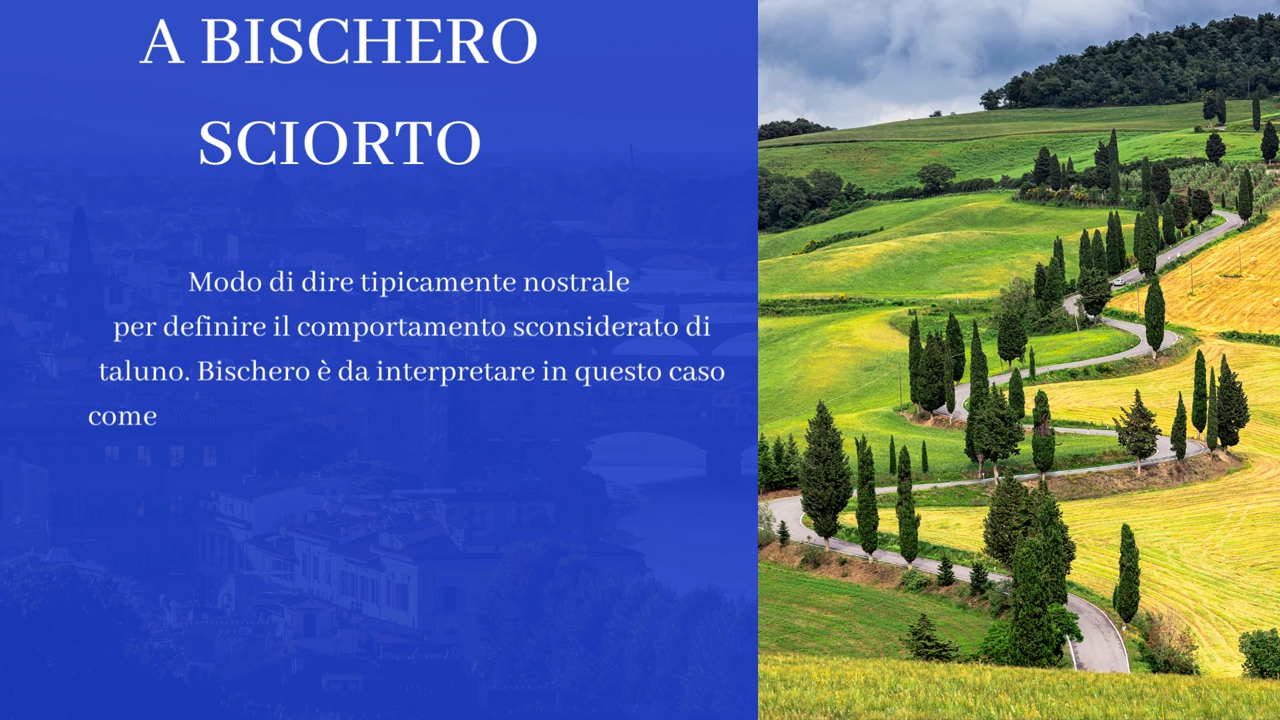 A BISCHERO
SCIORTO
Modo di dire tipicamente nostrale
per definire il comportamento sconsiderato di
taluno. Bischero è da interpretare in questo caso
come